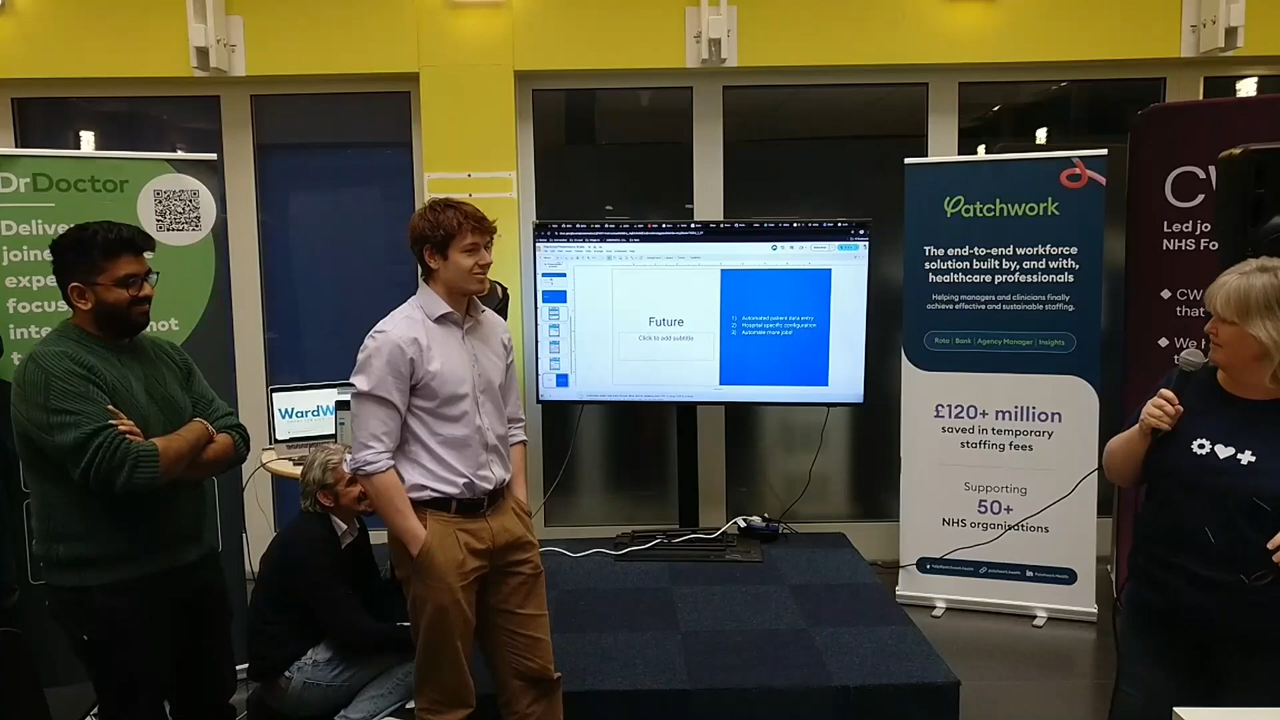 DrDoctor
Delive
joine
expe
focus
inte
not
t
WardW
Future
Click to add subtitle
1) Automated patient data entry
2) Hospital specific configuration
3) Automate more jobs!
Patchwork
The end-to-end workforce
solution built by, and with,
healthcare professionals
Helping managers and clinicians finally
achieve effective and sustainable staffing.
Rota | Bank | Agency Manager | Insights
£120+ million
saved in temporary
staffing fees
Supporting
50+
NHS organisations
CW
Led jo
NHS Fo
CW
that
We h